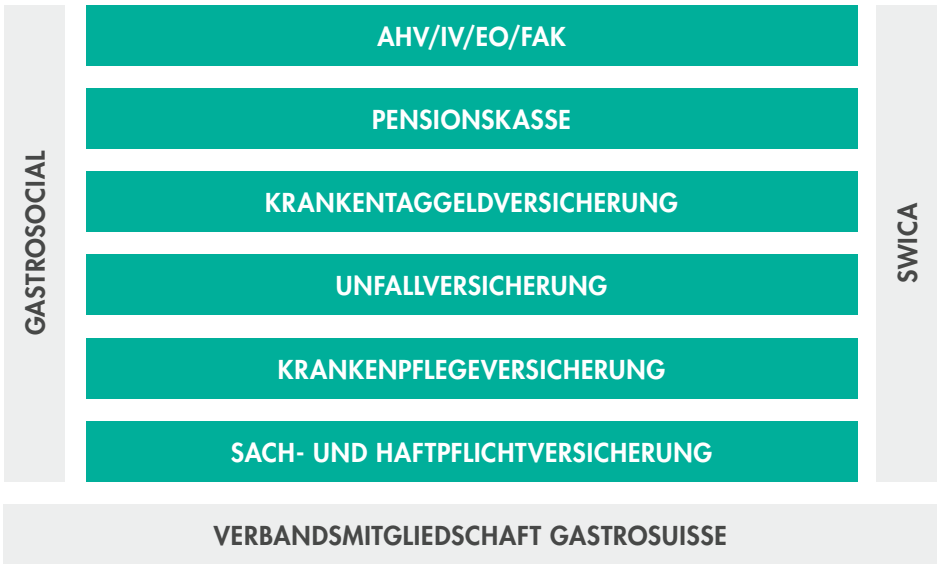 GASTROSOCIAL
AHV/IV/EO/FAK
PENSIONSKASSE
KRANKENTAGGELDVERSICHERUNG
UNFALLVERSICHERUNG
KRANKENPFLEGEVERSICHERUNG
SACH- UND HAFTPFLICHTVERSICHERUNG
SWICA
VERBANDSMITGLIEDSCHAFT GASTROSUISSE